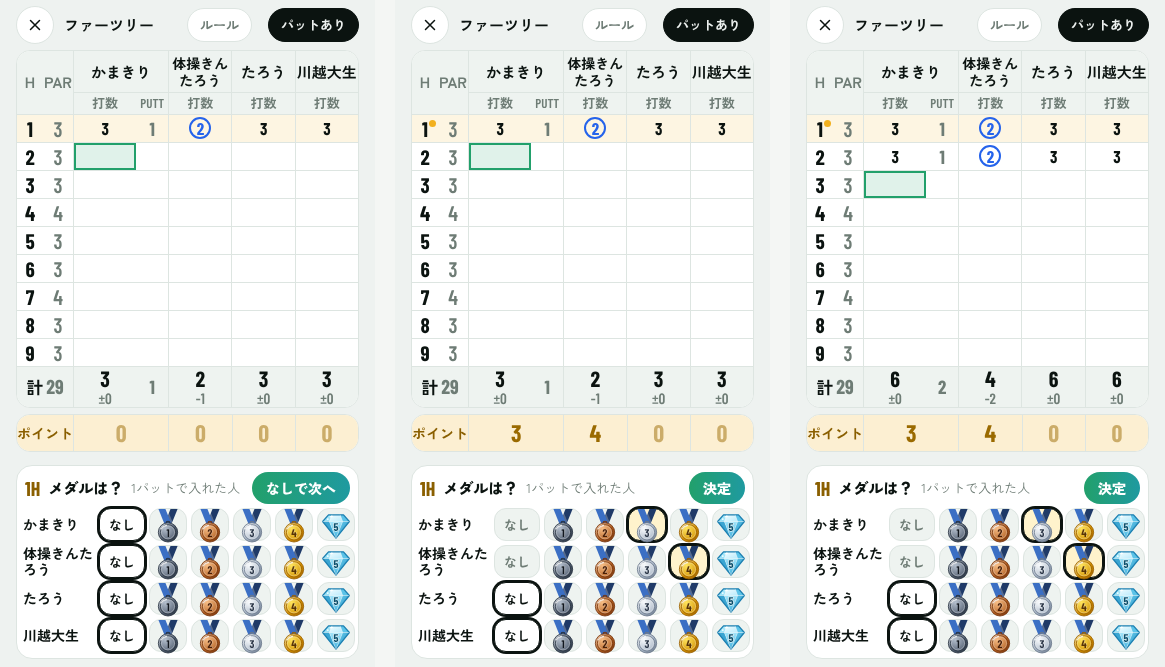 × ファーツリー ルール パットあり
H PAR かまきり 体操きん たろう 川越大生
たろう
打数 PUTT 打数 打数 打数
1 3 3 1 2 3 3
2 3
3 3
4 4
5 3
6 3
7 4
8 3
9 3
計 29 3 1 2 3 3
±0 -1 ±0 ±0
ポイント 0 0 0 0
1H メダルは？ 1パットで入れた人 なしで次へ
かまきり なし 1 2 3 4 5
体操きんた なし 1 2 3 4 5
ろう
たろう なし 1 2 3 4 5
川越大生 なし 1 2 3 4 5
× ファーツリー ルール パットあり
H PAR かまきり 体操きん たろう 川越大生
たろう
打数 PUTT 打数 打数 打数
1 3 3 1 2 3 3
2 3
3 3
4 4
5 3
6 3
7 4
8 3
9 3
計 29 3 1 2 3 3
±0 -1 ±0 ±0
ポイント 3 4 0 0
1H メダルは？ 1パットで入れた人 決定
かまきり なし 1 2 3 4 5
体操きんた なし 1 2 3 4 5
ろう
たろう なし 1 2 3 4 5
川越大生 なし 1 2 3 4 5
× ファーツリー ルール パットあり
H PAR かまきり 体操きん たろう 川越大生
たろう
打数 PUTT 打数 打数 打数
1 3 3 1 2 3 3
2 3 3 1 2 3 3
3 3
4 4
5 3
6 3
7 4
8 3
9 3
計 29 6 2 4 6 6
±0 -2 ±0 ±0
ポイント 3 4 0 0
1H メダルは？ 1パットで入れた人 決定
かまきり なし 1 2 3 4 5
体操きんた なし 1 2 3 4 5
ろう
たろう なし 1 2 3 4 5
川越大生 なし 1 2 3 4 5